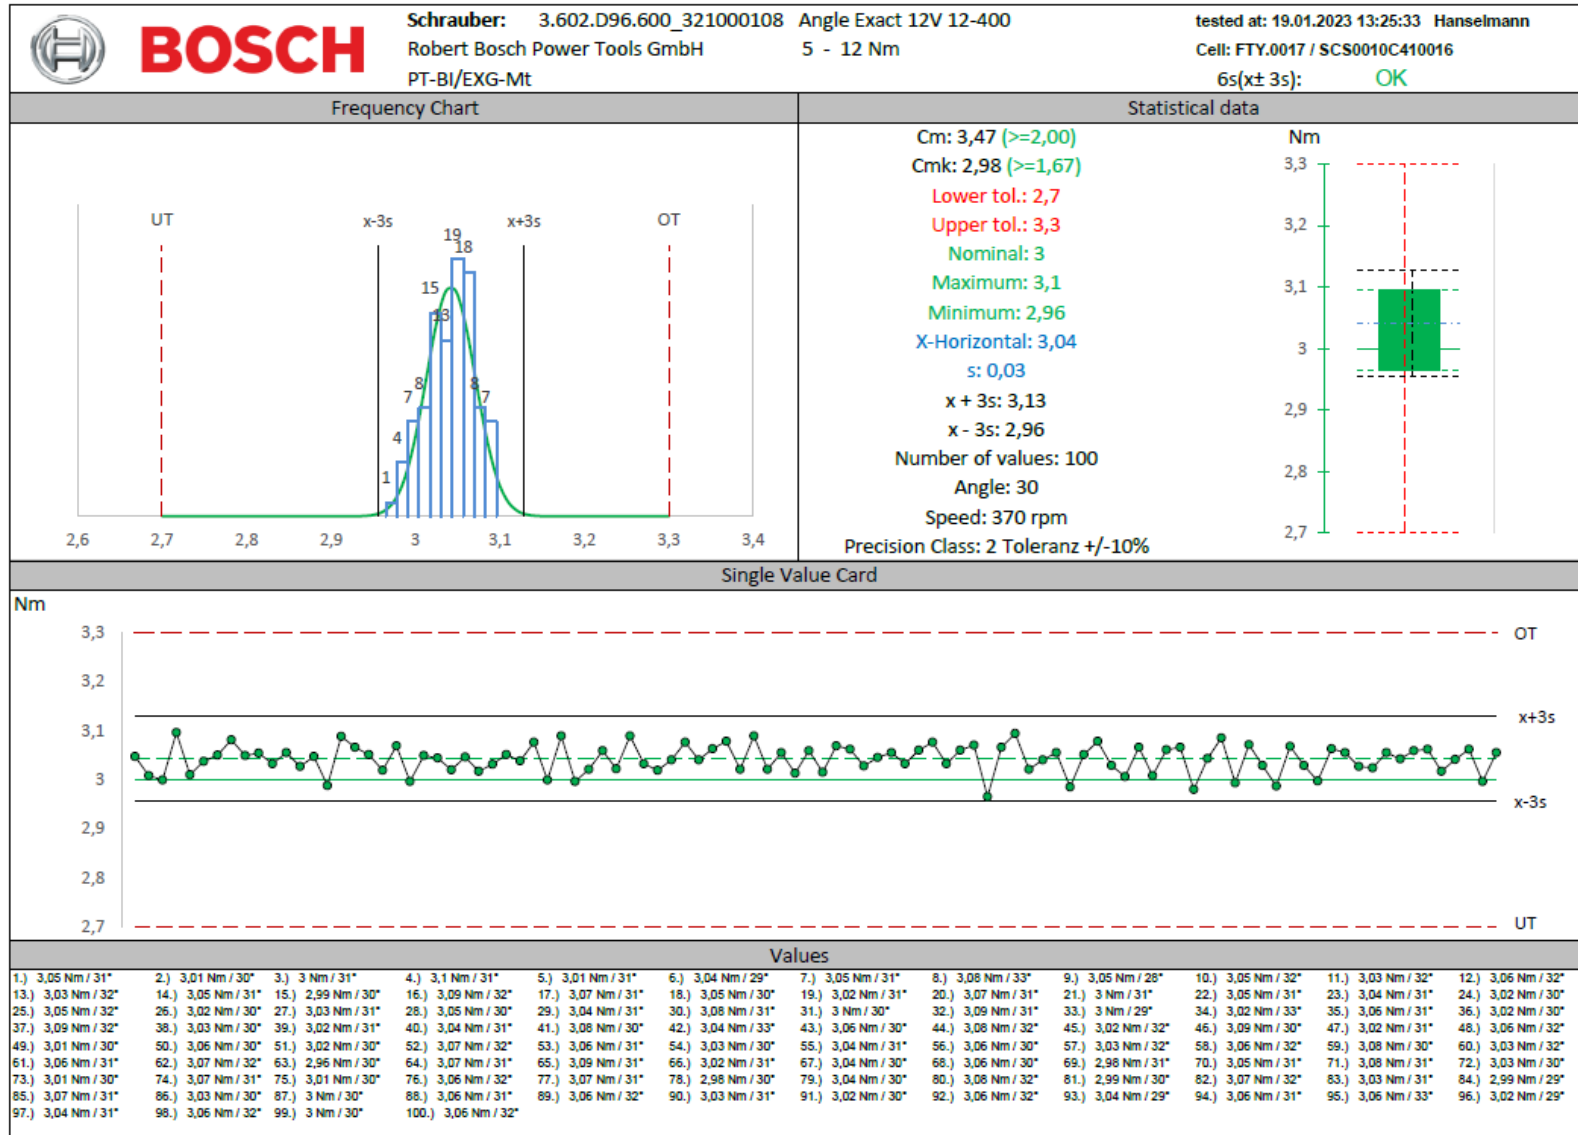 BOSCH
Schrauber: 3.602.D96.600_321000108 Angle Exact 12V 12-400
Robert Bosch Power Tools GmbH 5 - 12 Nm
PT-BI/EXG-Mt
tested at: 19.01.2023 13:25:33 Hanselmann
Cell: FTY.0017 / SCS0010C410016
6s(x± 3s): OK
Frequency Chart
UT x-3s x+3s OT
19
18
15
13
8 8
7 7
4
1
2,6 2,7 2,8 2,9 3 3,1 3,2 3,3 3,4
Statistical data
Cm: 3,47 (>=2,00)
Cmk: 2,98 (>=1,67)
Lower tol.: 2,7
Upper tol.: 3,3
Nominal: 3
Maximum: 3,1
Minimum: 2,96
X-Horizontal: 3,04
s: 0,03
x + 3s: 3,13
x - 3s: 2,96
Number of values: 100
Angle: 30
Speed: 370 rpm
Precision Class: 2 Toleranz +/-10%
Nm
3,3
3,2
3,1
3
2,9
2,8
2,7
Single Value Card
Nm
3,3 OT
3,2
3,1 x+3s
3
x-3s
2,9
2,8
2,7 UT
Values
1.) 3,05 Nm / 31° 2.) 3,01 Nm / 30° 3.) 3 Nm / 31° 4.) 3,1 Nm / 31° 5.) 3,01 Nm / 31° 6.) 3,04 Nm / 29° 7.) 3,05 Nm / 31° 8.) 3,08 Nm / 33° 9.) 3,05 Nm / 28° 10.) 3,05 Nm / 32° 11.) 3,03 Nm / 32° 12.) 3,06 Nm / 32°
13.) 3,03 Nm / 32° 14.) 3,05 Nm / 31° 15.) 2,99 Nm / 30° 16.) 3,09 Nm / 32° 17.) 3,07 Nm / 31° 18.) 3,05 Nm / 30° 19.) 3,02 Nm / 31° 20.) 3,07 Nm / 31° 21.) 3 Nm / 31° 22.) 3,05 Nm / 31° 23.) 3,04 Nm / 31° 24.) 3,02 Nm / 30°
25.) 3,05 Nm / 32° 26.) 3,02 Nm / 30° 27.) 3,03 Nm / 31° 28.) 3,05 Nm / 30° 29.) 3,04 Nm / 31° 30.) 3,08 Nm / 31° 31.) 3 Nm / 30° 32.) 3,09 Nm / 31° 33.) 3 Nm / 29° 34.) 3,02 Nm / 33° 35.) 3,06 Nm / 31° 36.) 3,02 Nm / 30°
37.) 3,09 Nm / 32° 38.) 3,03 Nm / 30° 39.) 3,02 Nm / 31° 40.) 3,04 Nm / 31° 41.) 3,08 Nm / 30° 42.) 3,04 Nm / 33° 43.) 3,06 Nm / 30° 44.) 3,08 Nm / 32° 45.) 3,02 Nm / 32° 46.) 3,09 Nm / 30° 47.) 3,02 Nm / 31° 48.) 3,06 Nm / 32°
49.) 3,01 Nm / 30° 50.) 3,06 Nm / 30° 51.) 3,02 Nm / 30° 52.) 3,07 Nm / 32° 53.) 3,06 Nm / 31° 54.) 3,03 Nm / 30° 55.) 3,04 Nm / 31° 56.) 3,06 Nm / 30° 57.) 3,03 Nm / 32° 58.) 3,06 Nm / 32° 59.) 3,08 Nm / 30° 60.) 3,03 Nm / 32°
61.) 3,06 Nm / 31° 62.) 3,07 Nm / 32° 63.) 2,96 Nm / 30° 64.) 3,07 Nm / 31° 65.) 3,09 Nm / 31° 66.) 3,02 Nm / 31° 67.) 3,04 Nm / 30° 68.) 3,06 Nm / 30° 69.) 2,98 Nm / 31° 70.) 3,05 Nm / 31° 71.) 3,08 Nm / 31° 72.) 3,03 Nm / 30°
73.) 3,01 Nm / 30° 74.) 3,07 Nm / 31° 75.) 3,01 Nm / 30° 76.) 3,06 Nm / 32° 77.) 3,07 Nm / 31° 78.) 2,98 Nm / 30° 79.) 3,04 Nm / 30° 80.) 3,08 Nm / 32° 81.) 2,99 Nm / 30° 82.) 3,07 Nm / 32° 83.) 3,03 Nm / 31° 84.) 2,99 Nm / 29°
85.) 3,07 Nm / 31° 86.) 3,03 Nm / 30° 87.) 3 Nm / 30° 88.) 3,06 Nm / 31° 89.) 3,06 Nm / 32° 90.) 3,03 Nm / 31° 91.) 3,02 Nm / 30° 92.) 3,06 Nm / 32° 93.) 3,04 Nm / 29° 94.) 3,06 Nm / 31° 95.) 3,06 Nm / 33° 96.) 3,02 Nm / 29°
97.) 3,04 Nm / 31° 98.) 3,06 Nm / 32° 99.) 3 Nm / 30° 100.) 3,06 Nm / 32°